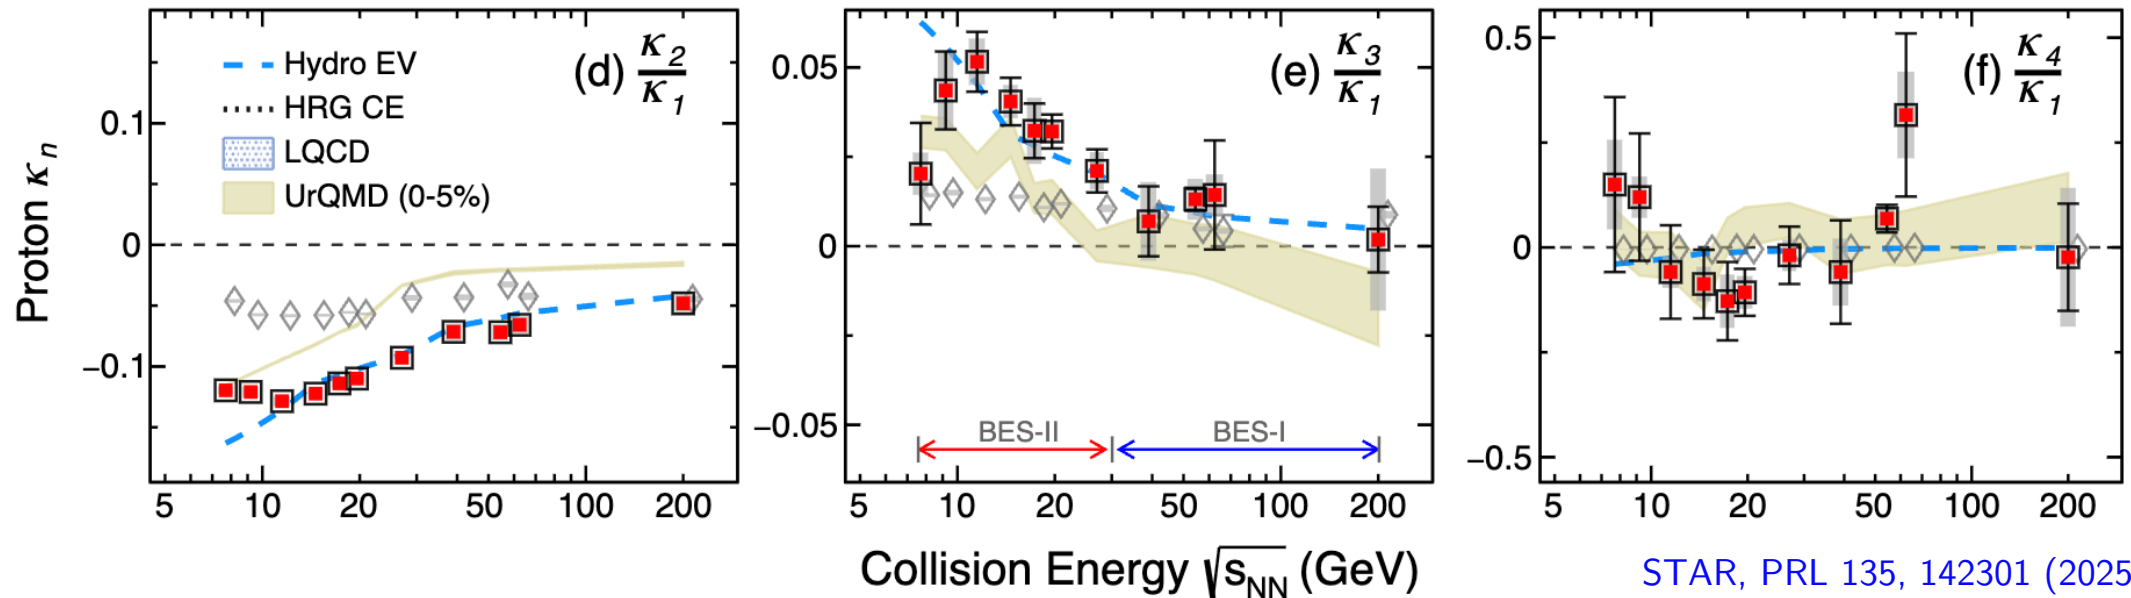 Proton κn
0.1
0
−0.1
Hydro EV
HRG CE
LQCD
UrQMD (0-5%)
(d) κ2/κ1
5 10 20 50 100 200
0.05
0
−0.05
(e) κ3/κ1
BES-II
BES-I
5 10 20 50 100 200
0.5
0
−0.5
(f) κ4/κ1
5 10 20 50 100 200
Collision Energy √sNN (GeV)
STAR, PRL 135, 142301 (2025